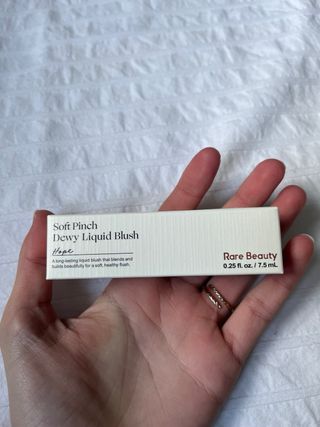 Soft Pinch
Dewy Liquid Blush
Hope
A long-lasting liquid blush that blends and
builds beautifully for a soft, healthy flush.
Rare Beauty
0.25 fl. oz. / 7.5 mL